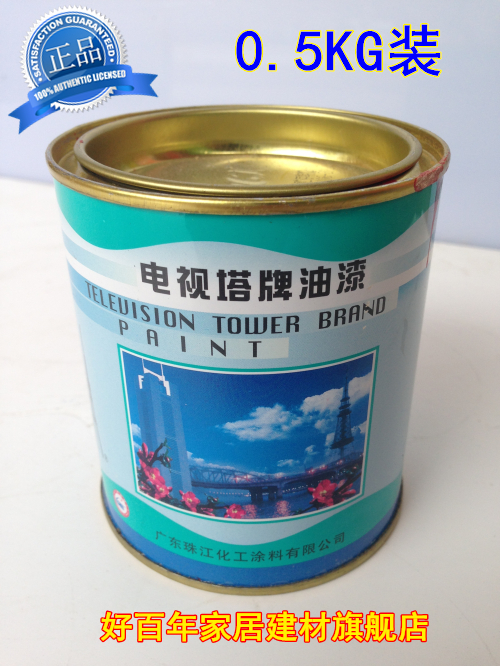 SATISFACTION GUARANTEED
正品
100% AUTHENTIC LICENSED
0.5KG装
电视塔牌油漆
TELEVISION TOWER BRAND
PAINT
广东珠江化工涂料有限公司
好百年家居建材旗舰店